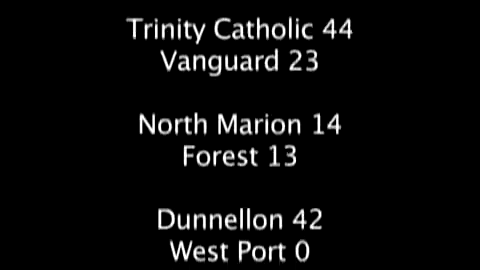 Trinity Catholic 44
Vanguard 23
North Marion 14
Forest 13
Dunnellon 42
West Port 0